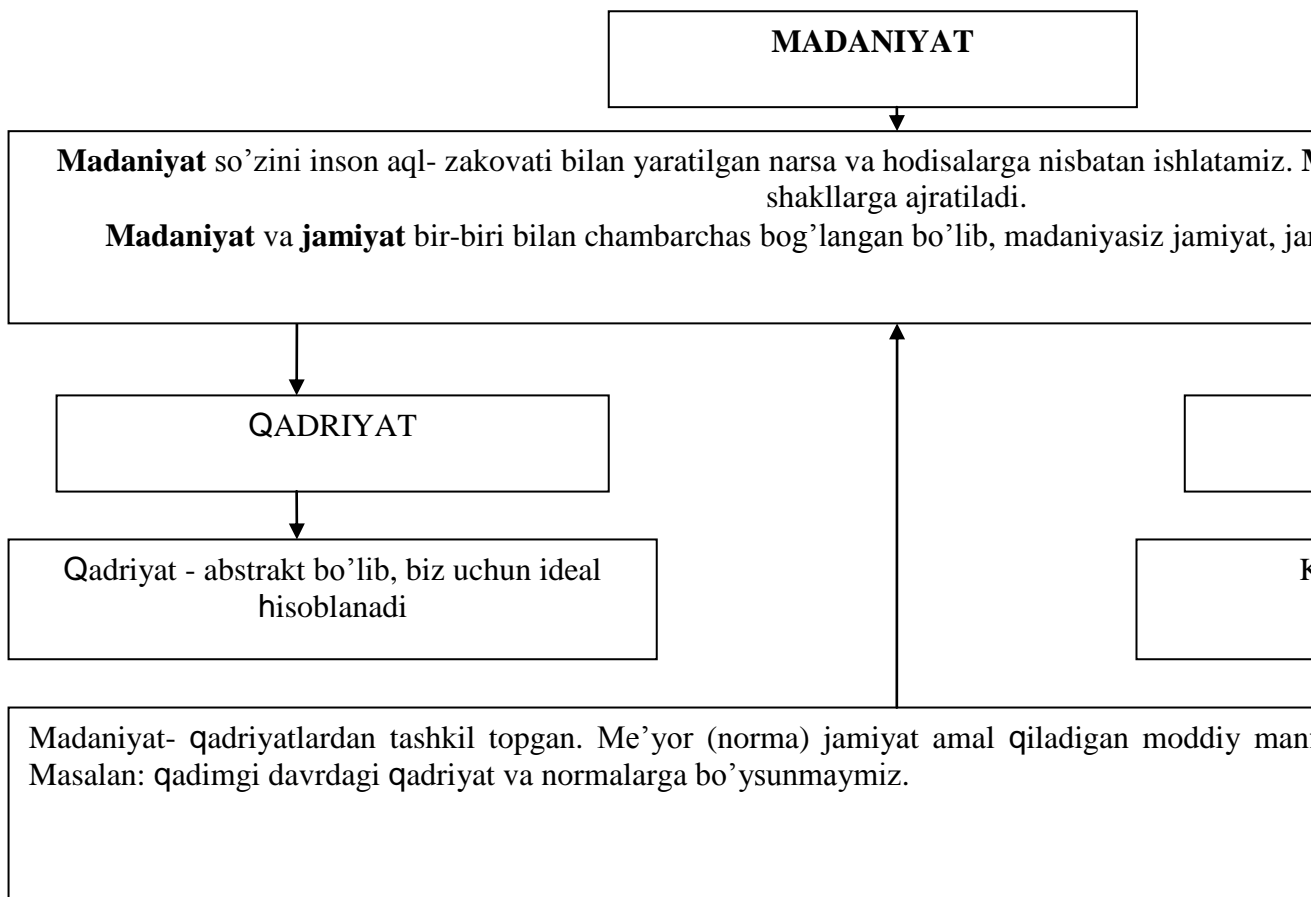 MADANIYAT
Madaniyat so’zini inson aql- zakovati bilan yaratilgan narsa va hodisalarga nisbatan ishlatamiz.
shakllarga ajratiladi.
Madaniyat va jamiyat bir-biri bilan chambarchas bog’langan bo’lib, madaniyasiz jamiyat,
QADRIYAT
Qadriyat - abstrakt bo’lib, biz uchun ideal
hisoblanadi
Madaniyat- qadriyatlardan tashkil topgan. Me’yor (norma) jamiyat amal qiladigan moddiy
Masalan: qadimgi davrdagi qadriyat va normalarga bo’ysunmaymiz.